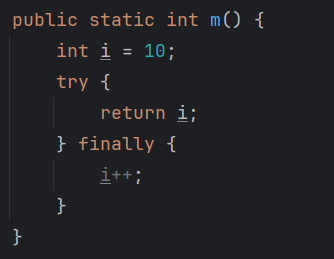 public static int m() {
    int i = 10;
    try {
        return i;
    } finally {
        i++;
    }
}